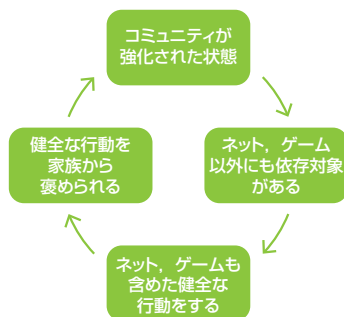 コミュニティが
強化された状態
ネット，ゲーム
以外にも依存対象
がある
ネット，ゲームも
含めた健全な
行動をする
健全な行動を
家族から
褒められる